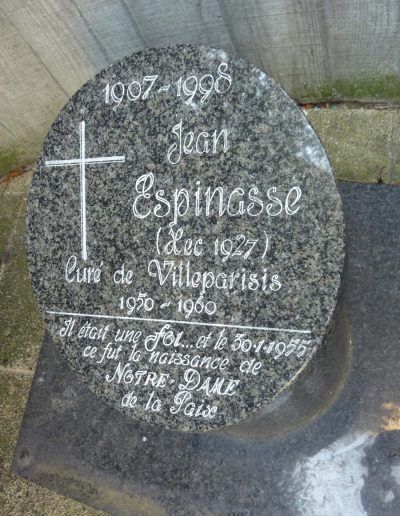 1907-1998
Jean
Espinasse
(Hec 1927)
Curé de Villeparisis
1950-1960
Il était une foi... et le 30-1-1955
ce fut la naissance de
NOTRE-DAME
de la Paix